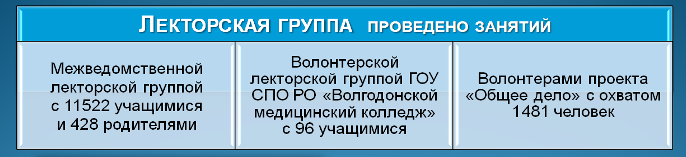 ЛЕКТОРСКАЯ ГРУППА ПРОВЕДЕНО ЗАНЯТИЙ
Межведомственной
лекторской группой
с 11522 учащимися
и 428 родителями
Волонтерской
лекторской группой ГОУ
СПО РО «Волгодонской
медицинский колледж»
с 96 учащимися
Волонтерами проекта
«Общее дело» с охватом
1481 человек